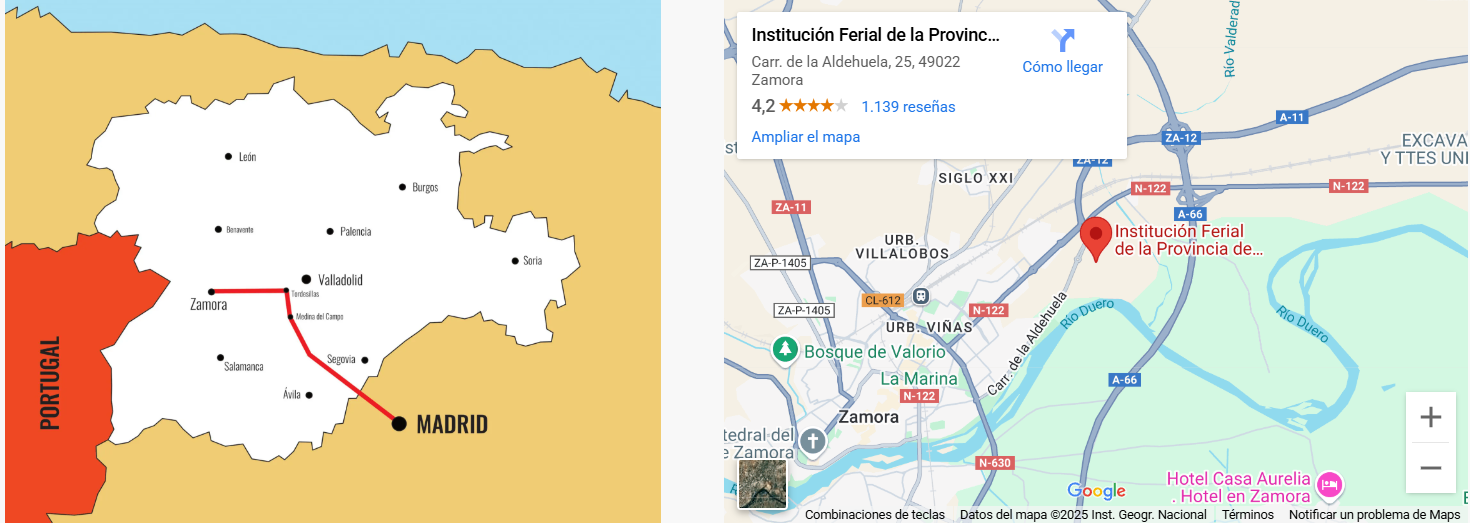 León
Burgos
Benavente
Palencia
Soria
Valladolid
Zamora
Tordesillas
Medina del Campo
Salamanca
Segovia
Ávila
MADRID
PORTUGAL
Institución Ferial de la Provinc...
Carr. de la Aldehuela, 25, 49022
Zamora
4,2
1.139 reseñas
Cómo llegar
Ampliar el mapa
Río Valderad
A-11
ZA-12
ZA-12
EXCAVA
Y TTES UNI
SIGLO XXI
N-122
N-122
ZA-11
A-66
Institución Ferial
de la Provincia de...
URB.
VILLALOBOS
ZA-P-1405
CL-612
ZA-P-1405
N-122
URB. VIÑAS
Carr. de la Aldehuela
Río Duero
Río Duero
Bosque de Valorio
La Marina
A-66
N-122
Zamora
tedral del
e Zamora
N-630
Hotel Casa Aurelia
. Hotel en Zamora
Google
Combinaciones de teclas
Datos del mapa ©2025 Inst. Geogr. Nacional
Términos
Notificar un problema de Maps